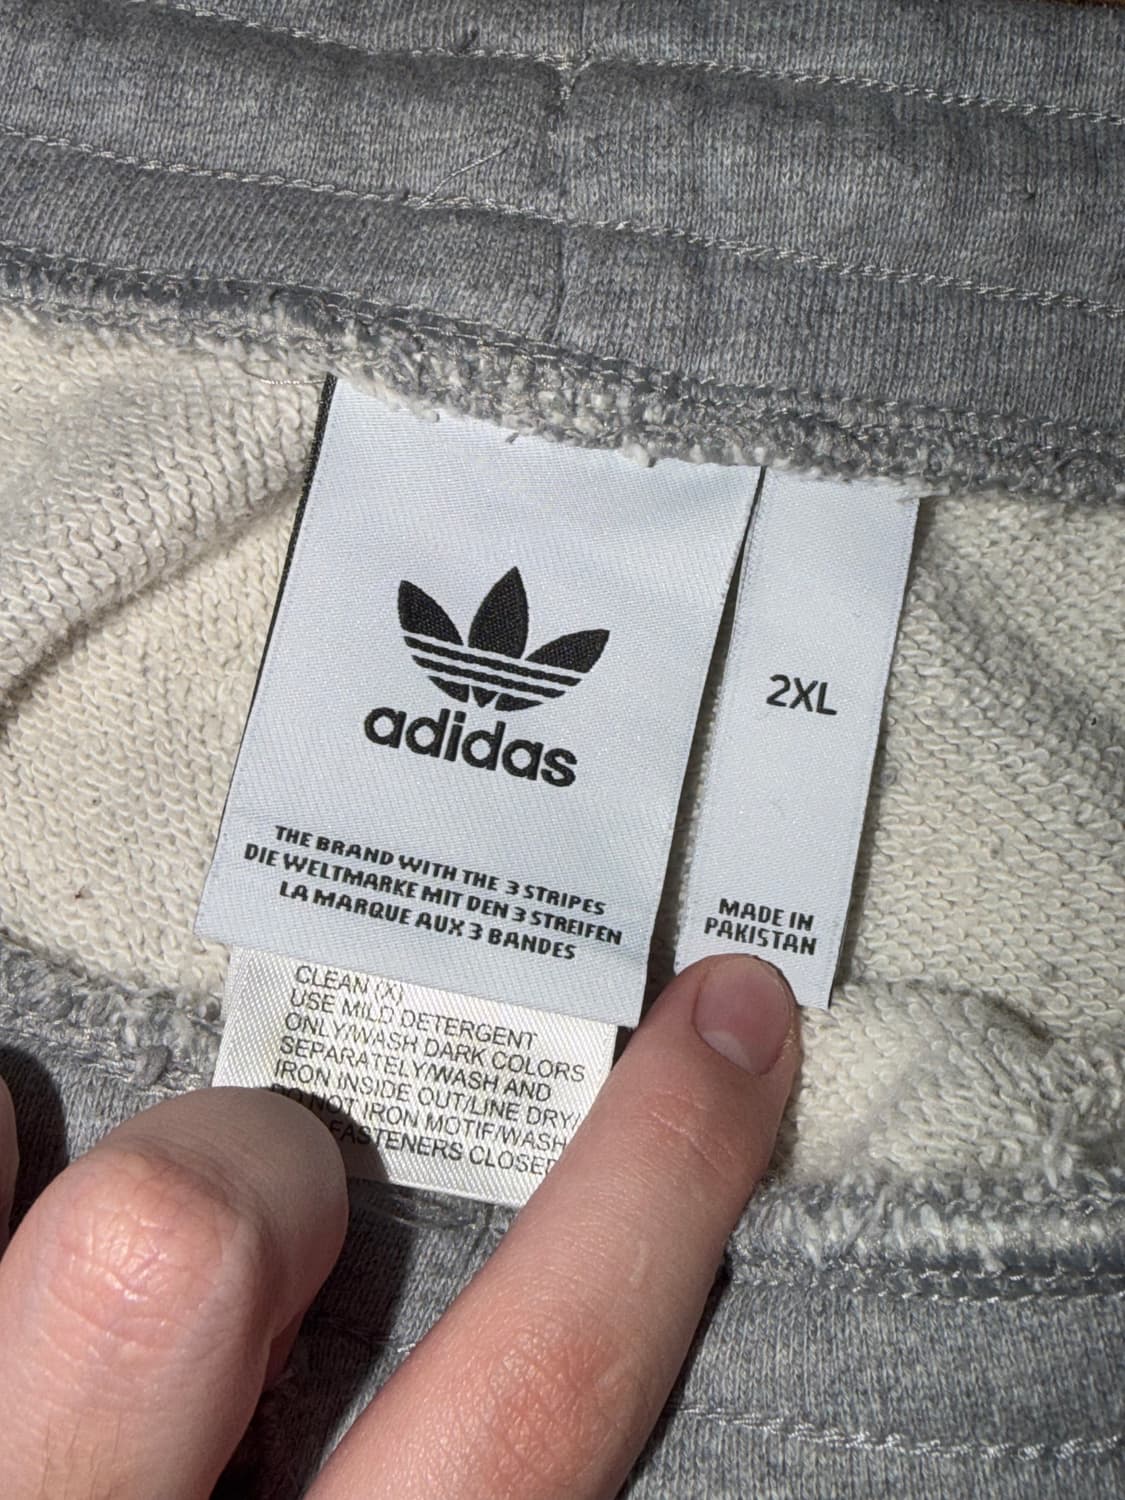 adidas
THE BRAND WITH THE 3 STRIPES
DIE WELTMARKE MIT DEN 3 STREIFEN
LA MARQUE AUX 3 BANDES
2XL
MADE IN
PAKISTAN
CLEAN (X)
USE MILD DETERGENT
ONLY/WASH DARK COLORS
SEPARATELY/WASH AND
IRON INSIDE OUT/LINE DRY/
DO NOT IRON MOTIF/WASH
FASTENERS CLOSED